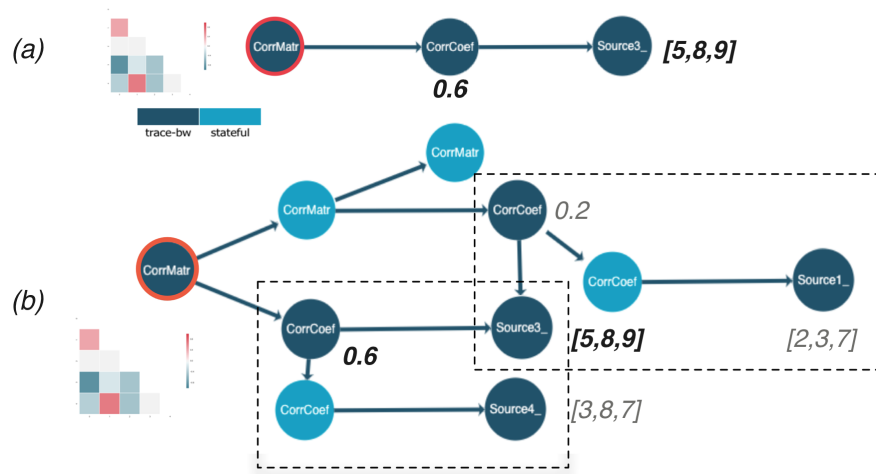 (a)
CorrMatr
CorrCoef
Source3_
[5,8,9]
0.6
trace-bw
stateful
CorrMatr
CorrMatr
CorrCoef
0.2
CorrMatr
CorrCoef
Source1_
(b)
CorrCoef
Source3_
[5,8,9]
[2,3,7]
0.6
CorrCoef
Source4_
[3,8,7]